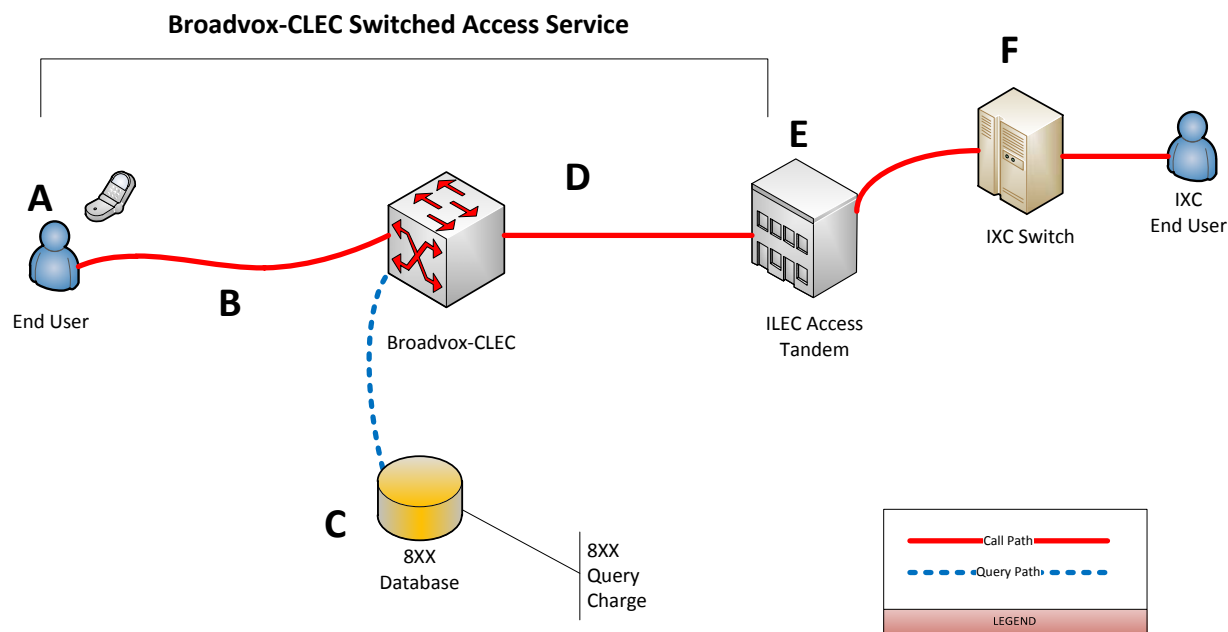 Broadvox-CLEC Switched Access Service
F
E
D
A
IXC
End User
IXC Switch
B
End User
Broadvox-CLEC
ILEC Access
Tandem
C
8XX
Database
8XX
Query
Charge
Call Path
Query Path
LEGEND